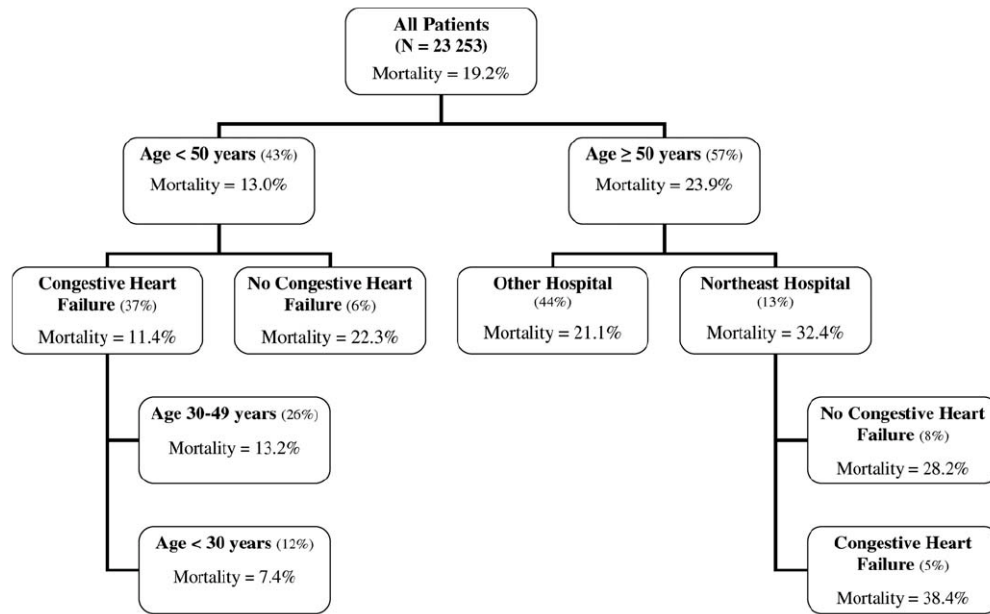 All Patients
(N = 23 253)
Mortality = 19.2%
Age < 50 years (43%)
Mortality = 13.0%
Age ≥ 50 years (57%)
Mortality = 23.9%
Congestive Heart
Failure (37%)
Mortality = 11.4%
No Congestive Heart
Failure (6%)
Mortality = 22.3%
Other Hospital
(44%)
Mortality = 21.1%
Northeast Hospital
(13%)
Mortality = 32.4%
Age 30-49 years (26%)
Mortality = 13.2%
No Congestive Heart
Failure (8%)
Mortality = 28.2%
Age < 30 years (12%)
Mortality = 7.4%
Congestive Heart
Failure (5%)
Mortality = 38.4%